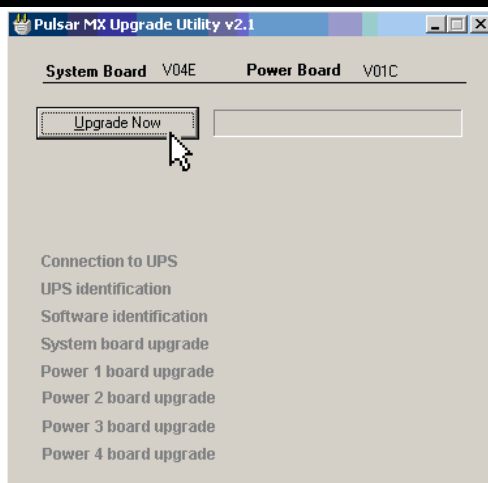 Pulsar MX Upgrade Utility v2.1
System Board V04E Power Board V01C
Upgrade Now
Connection to UPS
UPS identification
Software identification
System board upgrade
Power 1 board upgrade
Power 2 board upgrade
Power 3 board upgrade
Power 4 board upgrade